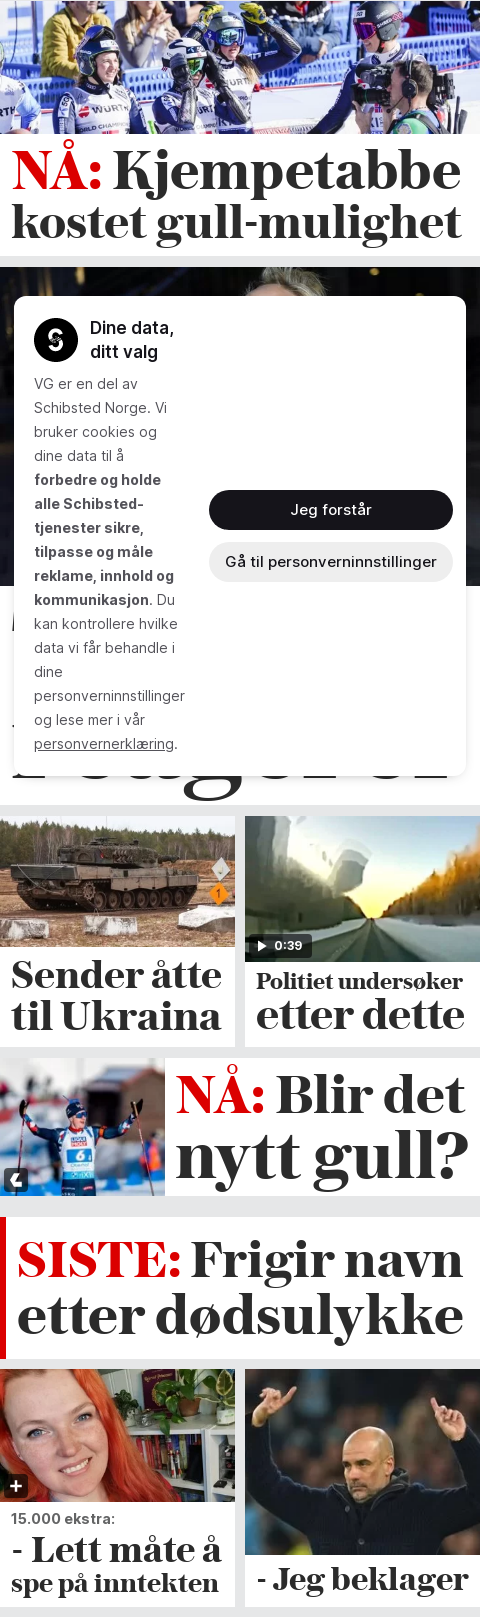 NÅ: Kjempetabbe
kostet gull-mulighet
Dine data,
ditt valg
VG er en del av
Schibsted Norge. Vi
bruker cookies og
dine data til å
forbedre og holde
alle Schibsted-
tjenester sikre,
tilpasse og måle
reklame, innhold og
kommunikasjon. Du
kan kontrollere hvilke
data vi får behandle i
dine
personverninnstillinger
og lese mer i vår
personvernerklæring.
Jeg forstår
Gå til personverninnstillinger
0:39
Sender åtte
til Ukraina
Politiet undersøker
etter dette
NÅ: Blir det
nytt gull?
SISTE: Frigir navn
etter dødsulykke
15.000 ekstra:
- Lett måte å
spe på inntekten
- Jeg beklager